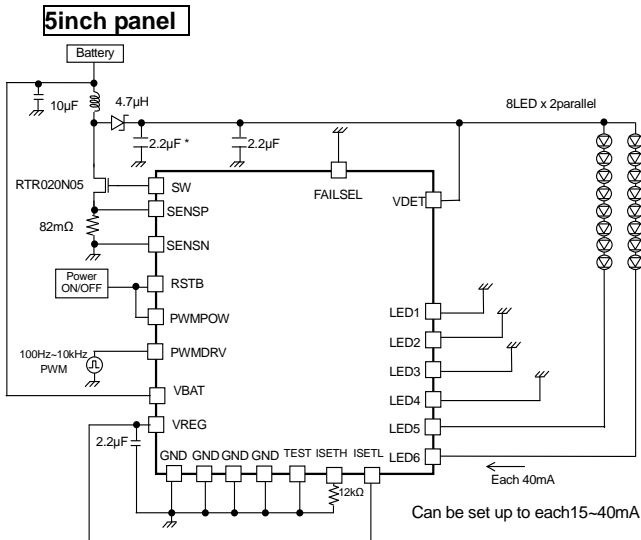 5inch panel
Battery
10μF
4.7μH
8LED x 2parallel
2.2μF *
2.2μF
RTR020N05
SW
FAILSEL
VDET
SENSP
82mΩ
SENSN
Power
ON/OFF
RSTB
PWMPOW
LED1
LED2
100Hz~10kHz
PWM
PWMDRV
LED3
VBAT
LED4
VREG
LED5
2.2μF
GND GND GND GND TEST ISETH ISETL
LED6
Each 40mA
12kΩ
Can be set up to each15~40mA